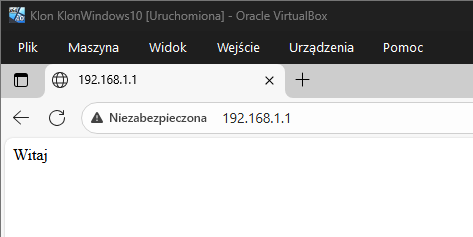 Klon KlonWindows10 [Uruchomiona] - Oracle VirtualBox
Plik Maszyna Widok Wejście Urządzenia Pomoc
192.168.1.1
Niezabezpieczona 192.168.1.1
Witaj